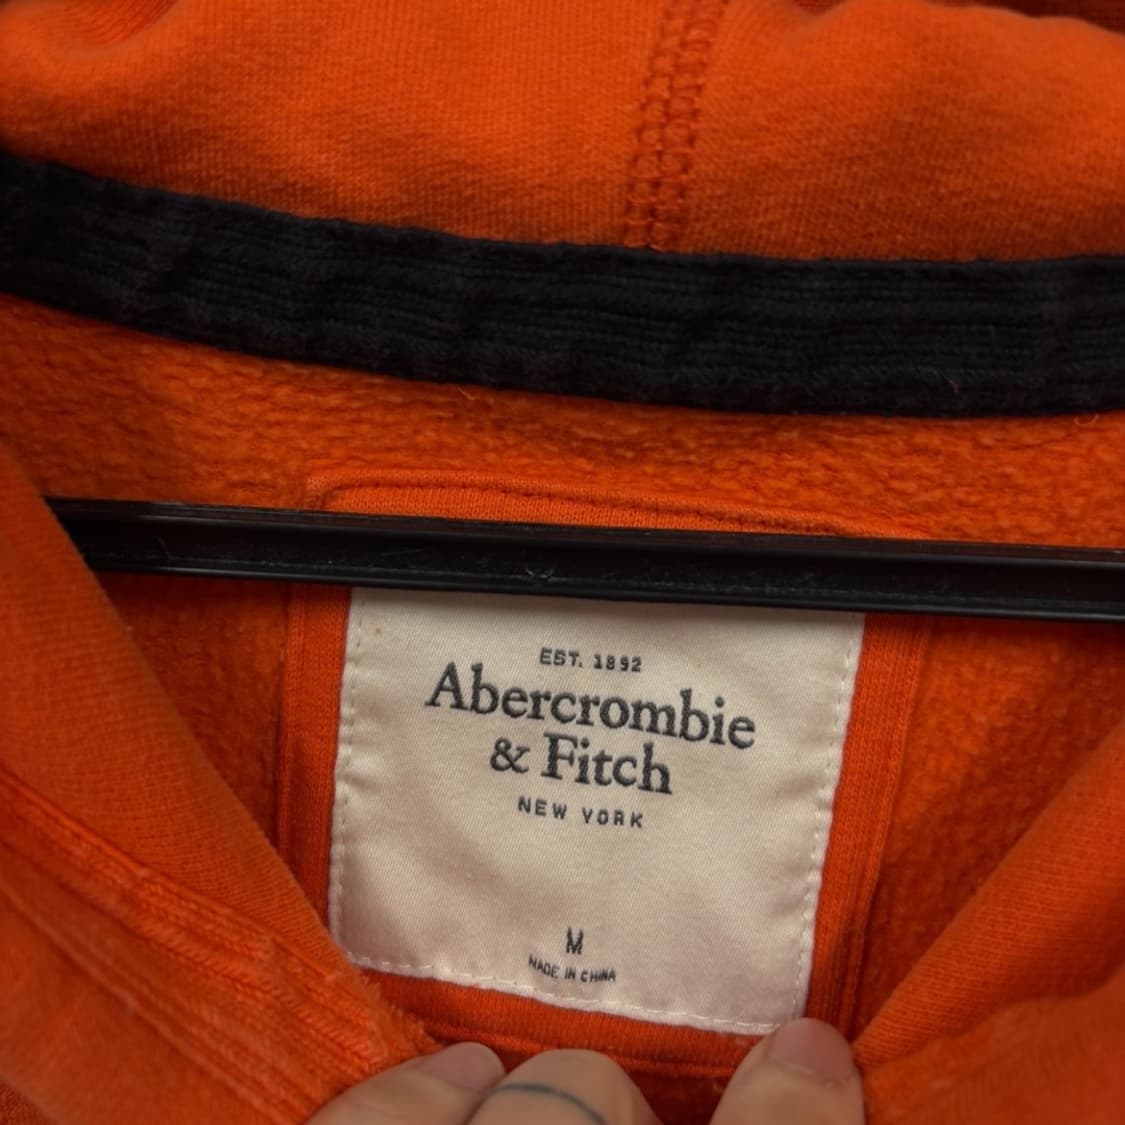 EST. 1892
Abercrombie
& Fitch
NEW YORK
M
MADE IN CHINA